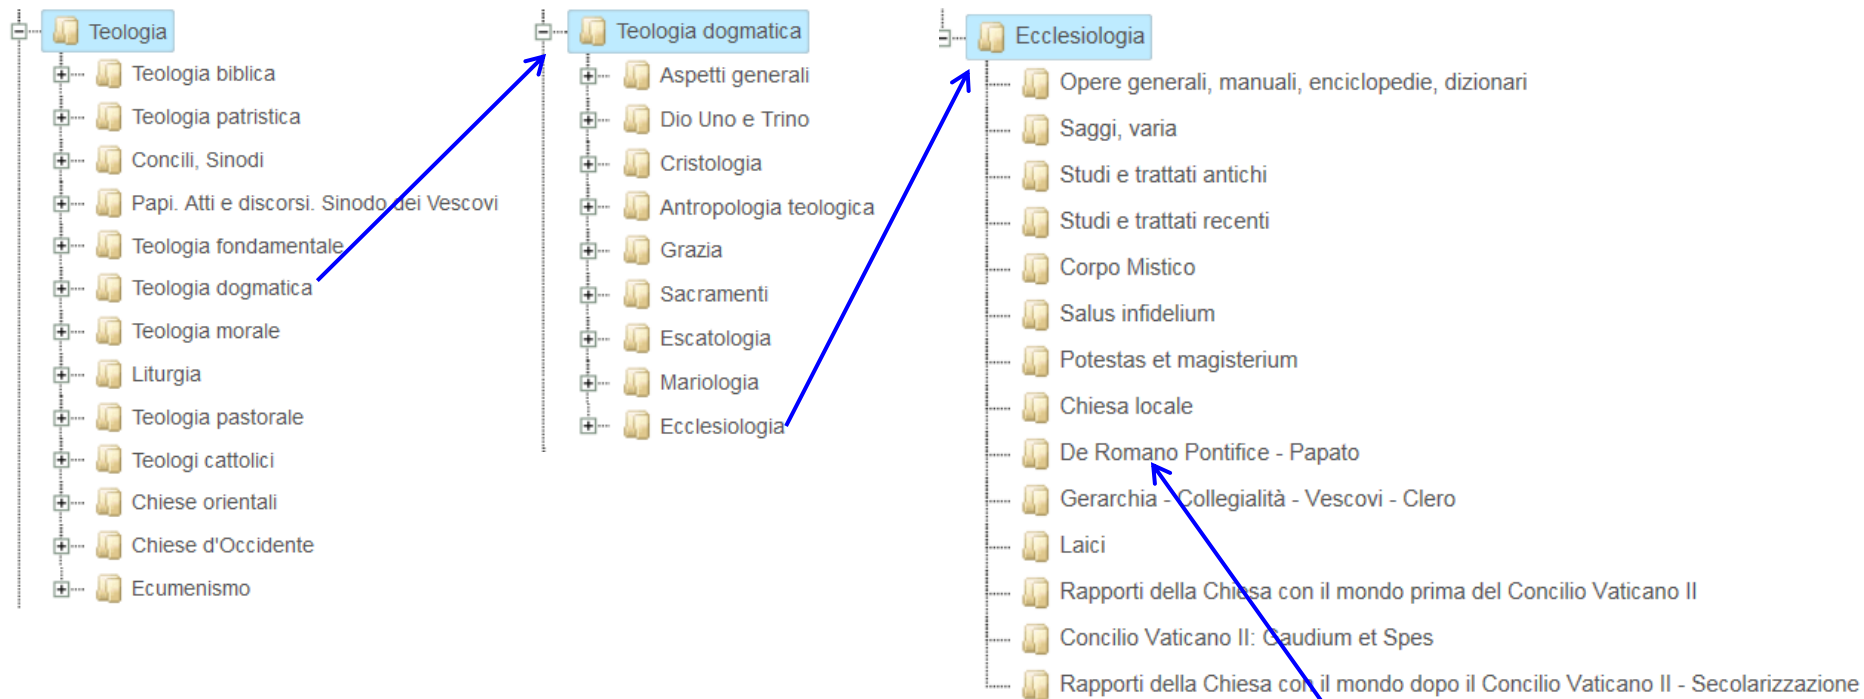 Teologia
Teologia biblica
Teologia patristica
Concili, Sinodi
Papi. Atti e discorsi. Sinodo dei Vescovi
Teologia fondamentale
Teologia dogmatica
Teologia morale
Liturgia
Teologia pastorale
Teologi cattolici
Chiese orientali
Chiese d'Occidente
Ecumenismo
Teologia dogmatica
Aspetti generali
Dio Uno e Trino
Cristologia
Antropologia teologica
Grazia
Sacramenti
Escatologia
Mariologia
Ecclesiologia
Ecclesiologia
Opere generali, manuali, enciclopedie, dizionari
Saggi, varia
Studi e trattati antichi
Studi e trattati recenti
Corpo Mistico
Salus infidelium
Potestas et magisterium
Chiesa locale
De Romano Pontifice - Papato
Gerarchia - Collegialità - Vescovi - Clero
Laici
Rapporti della Chiesa con il mondo prima del Concilio Vaticano II
Concilio Vaticano II: Gaudium et Spes
Rapporti della Chiesa con il mondo dopo il Concilio Vaticano II - Secolarizzazione